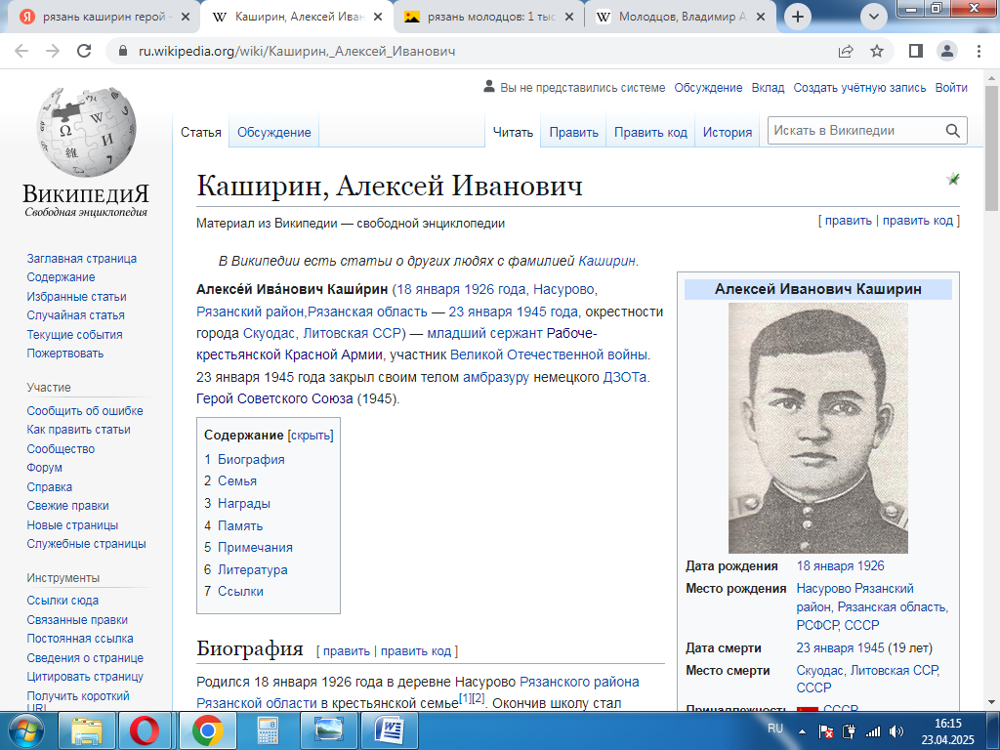 рязань каширин герой
Каширин, Алексей Иван
рязань молодцов: 1 тыс
Молодцов, Владимир А
ru.wikipedia.org/wiki/Каширин,_Алексей_Иванович
Вы не представились системе Обсуждение Вклад Создать учётную запись Войти
Статья Обсуждение Читать Править Править код История Искать в Википедии
ВикипедиЯ
Свободная энциклопедия
Заглавная страница
Содержание
Избранные статьи
Случайная статья
Текущие события
Пожертвовать
Участие
Сообщить об ошибке
Как править статьи
Сообщество
Форум
Справка
Свежие правки
Новые страницы
Служебные страницы
Инструменты
Ссылки сюда
Связанные правки
Постоянная ссылка
Сведения о странице
Цитировать страницу
Получить короткий
URL
Каширин, Алексей Иванович
Материал из Википедии — свободной энциклопедии
[ править | править код ]
В Википедии есть статьи о других людях с фамилией Каширин.
Алексе́й Ива́нович Каши́рин (18 января 1926 года, Насурово,
Рязанский район,Рязанская область — 23 января 1945 года, окрестности
города Скуодас, Литовская ССР) — младший сержант Рабоче-
крестьянской Красной Армии, участник Великой Отечественной войны.
23 января 1945 года закрыл своим телом амбразуру немецкого ДЗОТа.
Герой Советского Союза (1945).
Содержание [скрыть]
1 Биография
2 Семья
3 Награды
4 Память
5 Примечания
6 Литература
7 Ссылки
Биография [ править | править код ]
Родился 18 января 1926 года в деревне Насурово Рязанского района
Рязанской области в крестьянской семье[1][2]. Окончив школу стал
Алексей Иванович Каширин
Дата рождения 18 января 1926
Место рождения Насурово Рязанский
район, Рязанская область,
РСФСР, СССР
Дата смерти 23 января 1945 (19 лет)
Место смерти Скуодас, Литовская ССР,
СССР
Принадлежность СССР
RU
16:15
23.04.2025